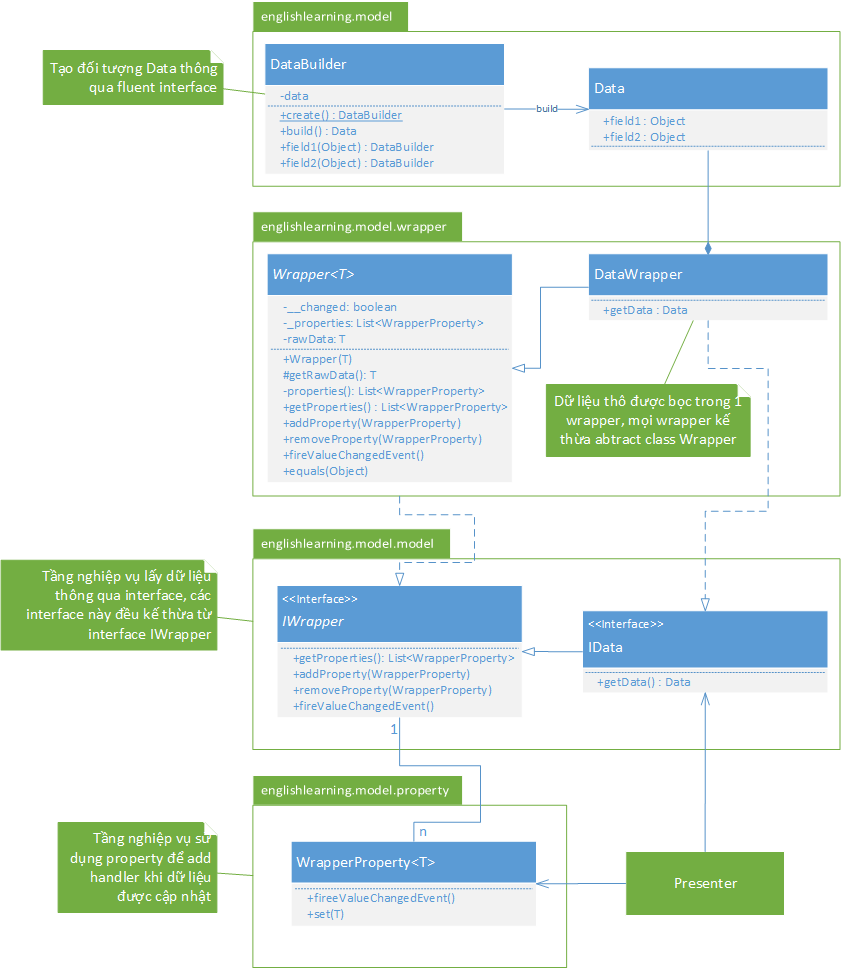 englishlearning.model
Tạo đối tượng Data thông
qua fluent interface
DataBuilder
-data
+create() : DataBuilder
+build() : Data
+field1(Object) : DataBuilder
+field2(Object) : DataBuilder
build
Data
+field1 : Object
+field2 : Object
englishlearning.model.wrapper
Wrapper<T>
-__changed: boolean
-_properties: List<WrapperProperty>
-rawData: T
+Wrapper(T)
#getRawData(): T
-properties(): List<WrapperProperty>
+getProperties() : List<WrapperProperty>
+addProperty(WrapperProperty)
+removeProperty(WrapperProperty)
+fireValueChangedEvent()
+equals(Object)
DataWrapper
+getData : Data
Dữ liệu thô được bọc trong 1
wrapper, mọi wrapper kế
thừa abtract class Wrapper
englishlearning.model.model
Tầng nghiệp vụ lấy dữ liệu
thông qua interface, các
interface này đều kế thừa từ
interface IWrapper
<<Interface>>
IWrapper
+getProperties(): List<WrapperProperty>
+addProperty(WrapperProperty)
+removeProperty(WrapperProperty)
+fireValueChangedEvent()
<<Interface>>
IData
+getData() : Data
1
englishlearning.model.property
n
Tầng nghiệp vụ sử
dụng property để add
handler khi dữ liệu
được cập nhật
WrapperProperty<T>
+fireeValueChangedEvent()
+set(T)
Presenter